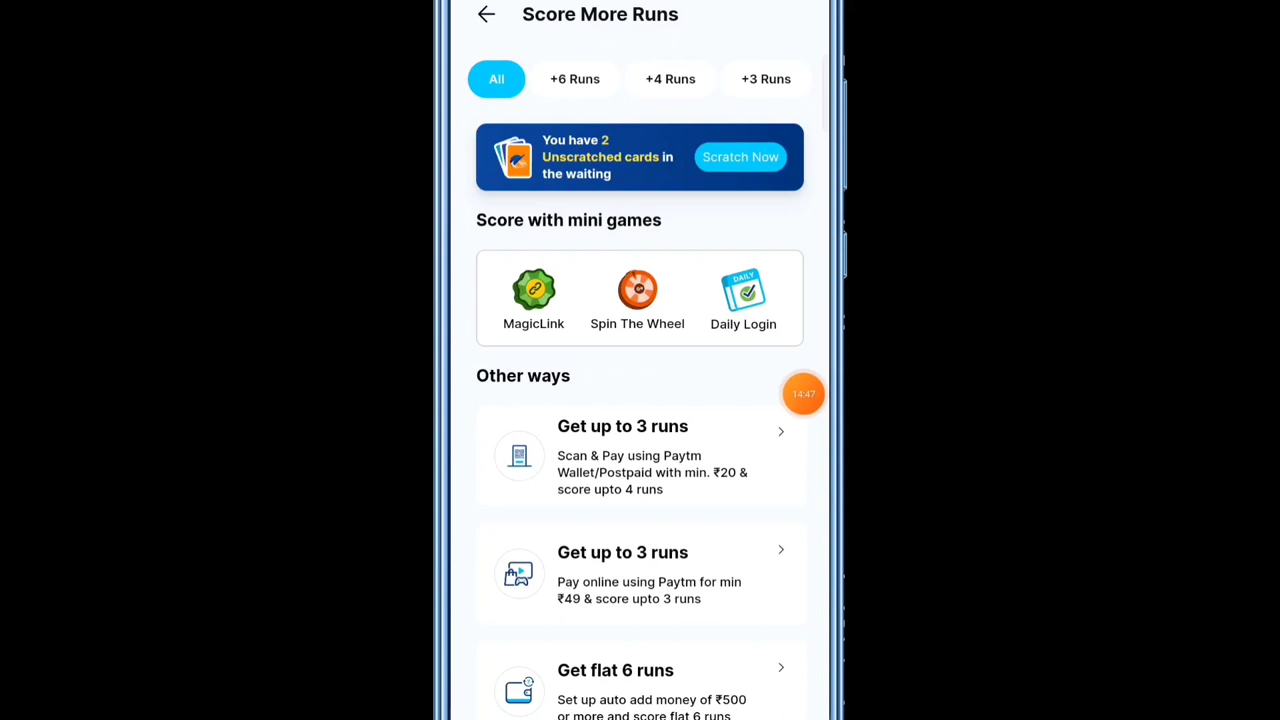 Score More Runs
All
+6 Runs
+4 Runs
+3 Runs
You have 2
Unscratched cards in
the waiting
Scratch Now
Score with mini games
DAILY
MagicLink
Spin The Wheel
Daily Login
Other ways
14:47
Get up to 3 runs
Scan & Pay using Paytm
Wallet/Postpaid with min. ₹20 &
score upto 4 runs
Get up to 3 runs
Pay online using Paytm for min
₹49 & score upto 3 runs
Get flat 6 runs
Set up auto add money of ₹500
or more and score flat 6 runs